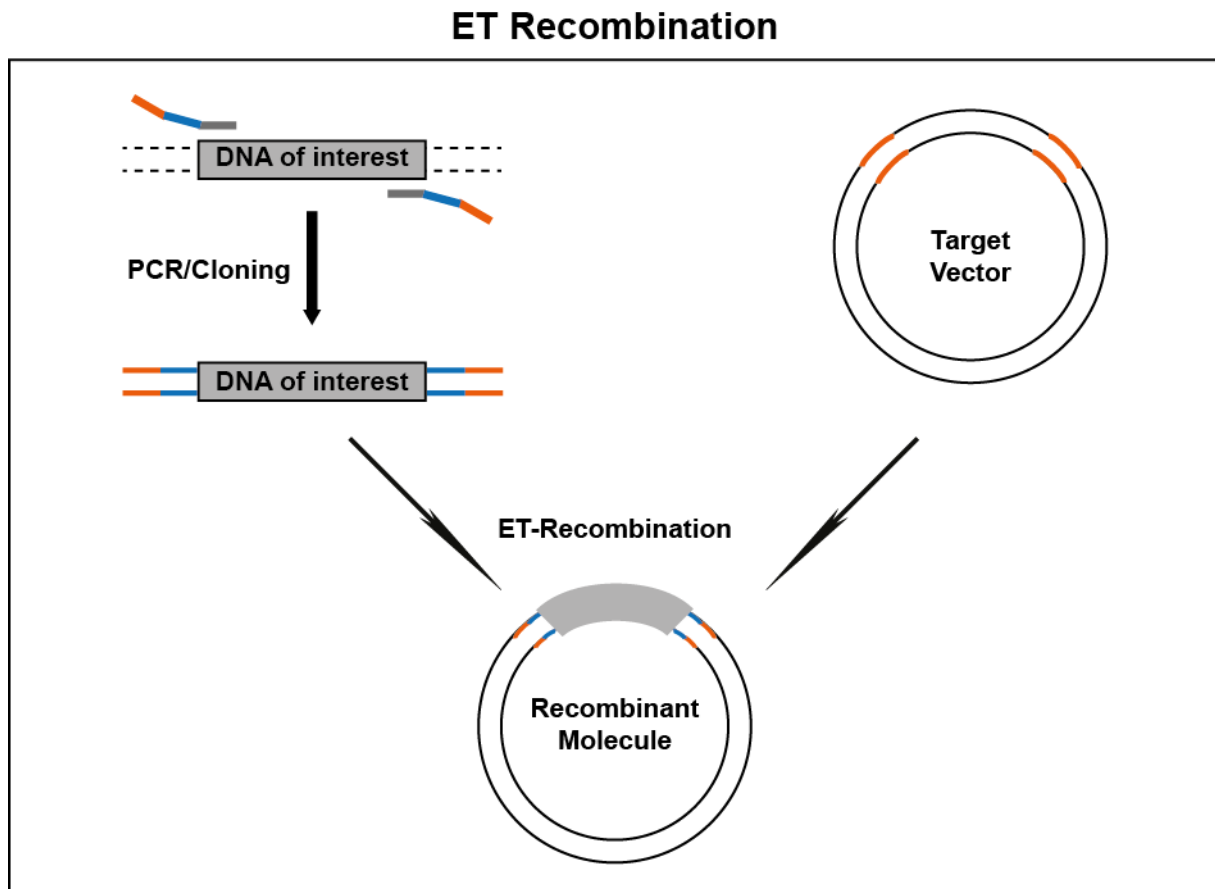 ET Recombination
DNA of interest
PCR/Cloning
DNA of interest
Target
Vector
ET-Recombination
Recombinant
Molecule